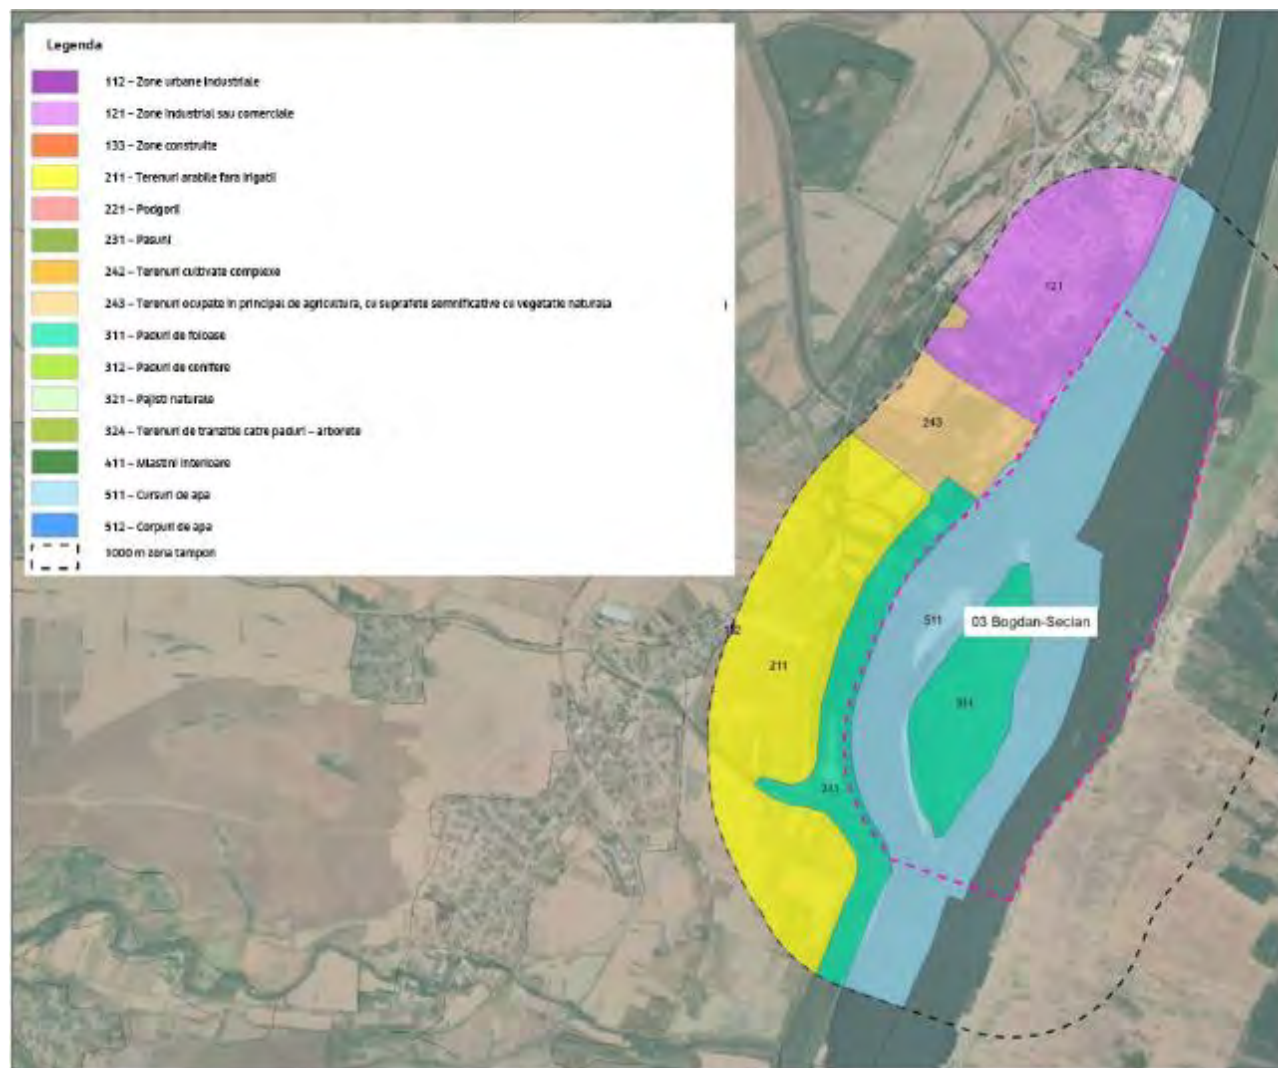 Legenda
112 – Zone urbane industriale
121 – Zone industrial sau comerciale
133 – Zone construite
211 – Terenuri arabile fara irigatii
221 – Podgorii
231 – Pasuni
242 – Terenuri cultivate complexe
243 – Terenuri ocupate in principal de agricultura, cu suprafete semnificative cu vegetatie naturala
311 – Paduri de foioase
312 – Paduri de conifere
321 – Pajisti naturale
324 – Terenuri de tranzitie catre paduri – arborete
411 – Mlastini interioare
511 – Cursuri de apa
512 – Corpuri de apa
1000 m zona tampon
121
243
511
03 Bogdan-Secian
211